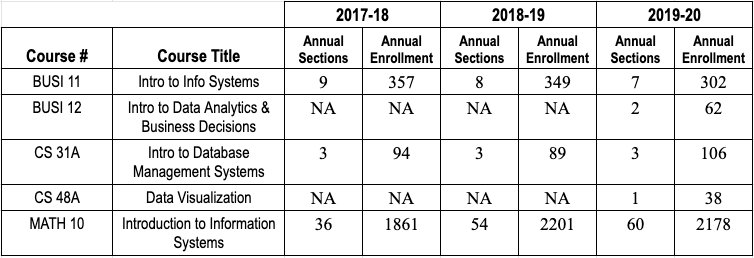 2017-18 2018-19 2019-20
Course # Course Title Annual Sections Annual Enrollment Annual Sections Annual Enrollment Annual Sections Annual Enrollment
BUSI 11 Intro to Info Systems 9 357 8 349 7 302
BUSI 12 Intro to Data Analytics & Business Decisions NA NA NA NA 2 62
CS 31A Intro to Database Management Systems 3 94 3 89 3 106
CS 48A Data Visualization NA NA NA NA 1 38
MATH 10 Introduction to Information Systems 36 1861 54 2201 60 2178